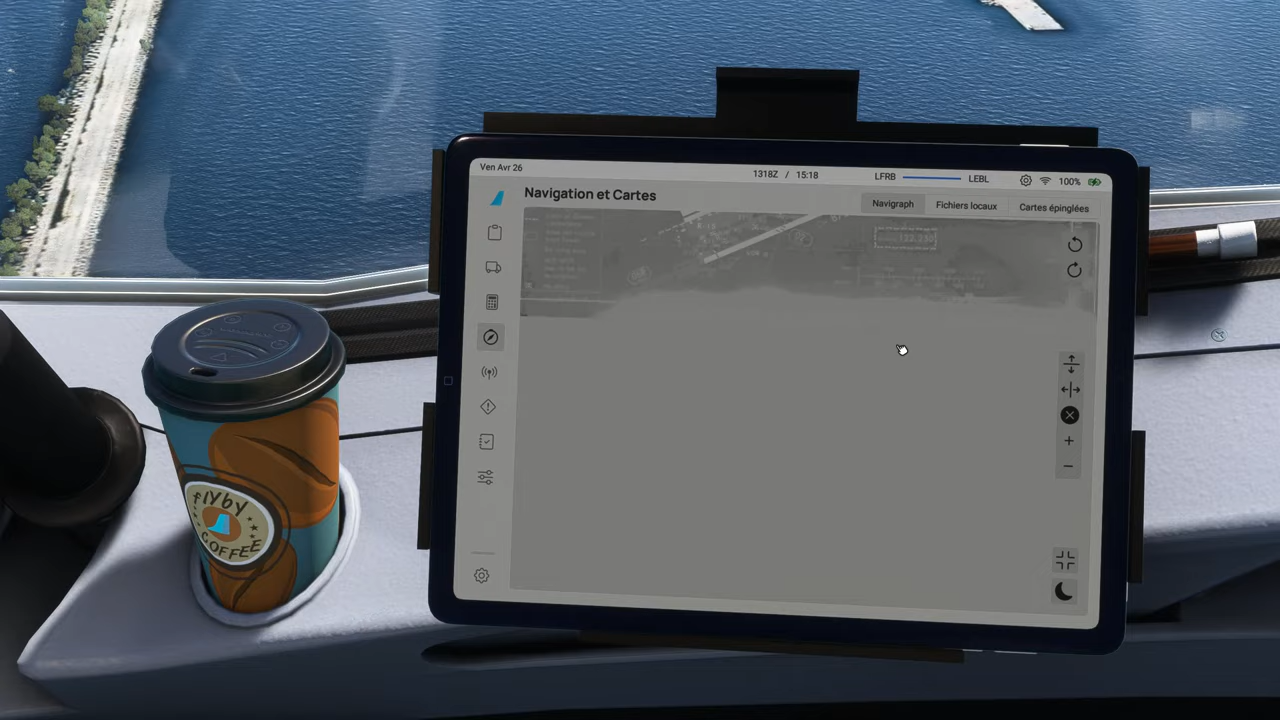 Ven Avr 26
1318Z / 15:18
LFRB LEBL
100%
Navigation et Cartes
Navigraph
Fichiers locaux
Cartes épinglées
flyby
COFFEE